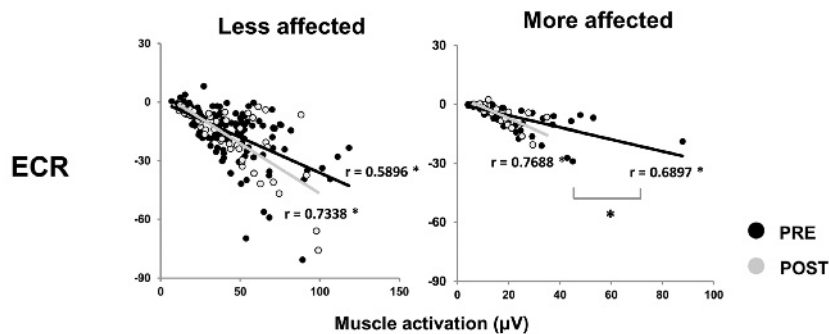 Less affected
More affected
ECR
30
0
-30
-60
-90
0
50
100
150
r = 0.5896 *
r = 0.7338 *
30
0
-30
-60
-90
0
20
40
60
80
100
r = 0.7688 *
r = 0.6897 *
*
PRE
POST
Muscle activation (µV)